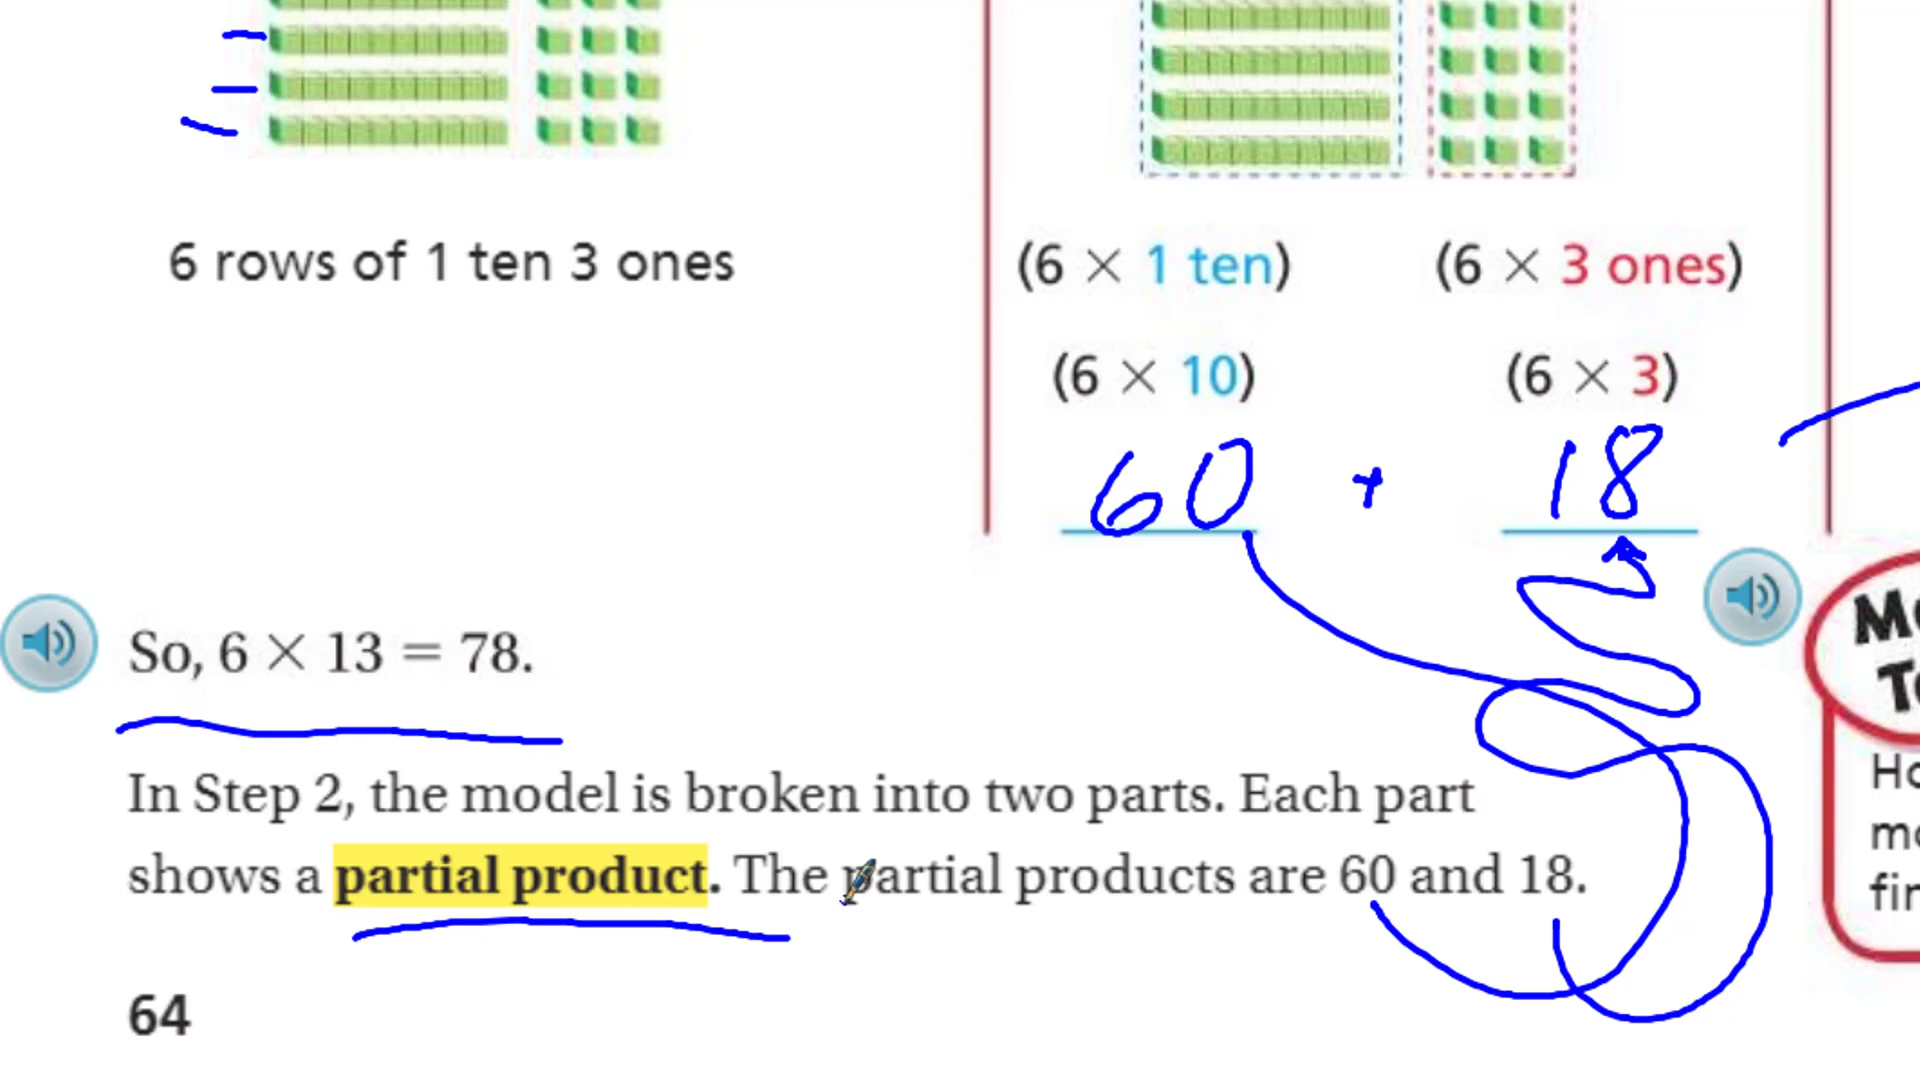 6 rows of 1 ten 3 ones
(6 × 1 ten) (6 × 3 ones)
(6 × 10) (6 × 3)
60 + 18
So, 6 × 13 = 78.
In Step 2, the model is broken into two parts. Each part
shows a partial product. The partial products are 60 and 18.
64